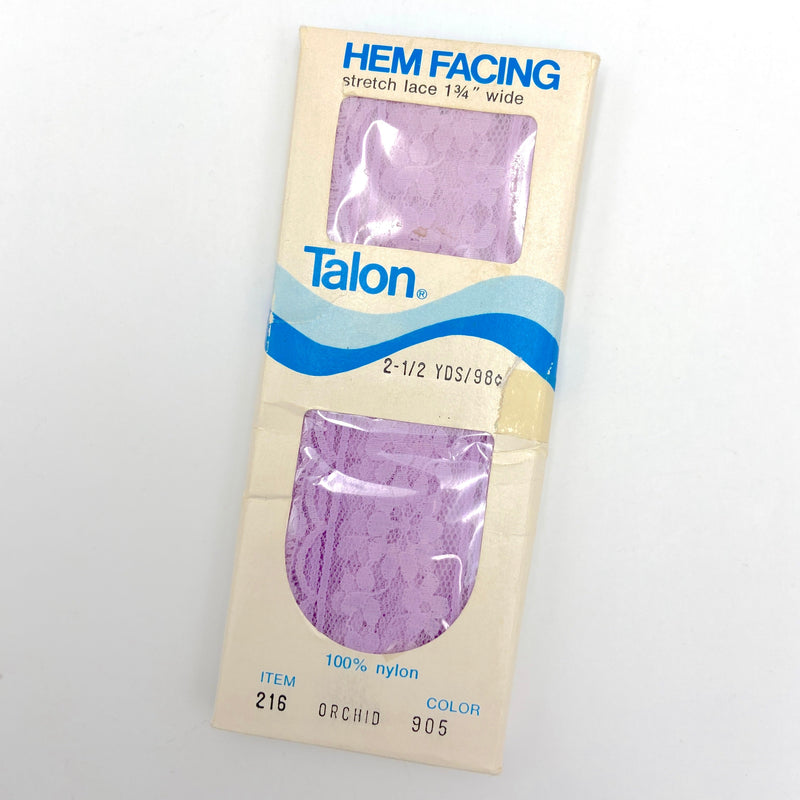 HEM FACING
stretch lace 1¾" wide
Talon®
2-1/2 YDS/98¢
100% nylon
ITEM COLOR
216 ORCHID 905